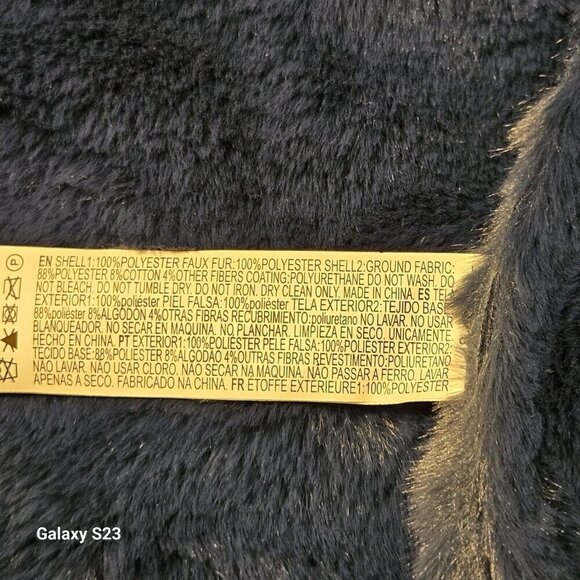 EN SHELL1:100%POLYESTER FAUX FUR:100%POLYESTER SHELL2:GROUND FABRIC:
88%POLYESTER 8%COTTON 4%OTHER FIBERS COATING:POLYURETHANE DO NOT WASH. DO
NOT BLEACH. DO NOT TUMBLE DRY. DO NOT IRON. DRY CLEAN ONLY. MADE IN CHINA. ES TELA
EXTERIOR1:100%poliéster PIEL FALSA:100%poliéster TELA EXTERIOR2:TEJIDO BASE:
88%poliéster 8%ALGODÓN 4%OTRAS FIBRAS RECUBRIMIENTO:poliuretano NO LAVAR. NO USAR
BLANQUEADOR. NO SECAR EN MAQUINA. NO PLANCHAR. LIMPIEZA EN SECO. ÚNICAMENTE.
HECHO EN CHINA. PT EXTERIOR1:100%POLIÉSTER PELE FALSA:100%POLIÉSTER EXTERIOR2:
TECIDO BASE:88%POLIÉSTER 8%ALGODÃO 4%OUTRAS FIBRAS REVESTIMENTO:POLIURETANO
NÃO LAVAR. NÃO USAR CLORO. NÃO SECAR NA MÁQUINA. NÃO PASSAR A FERRO. LAVAR
APENAS A SECO. FABRICADO NA CHINA. FR ETOFFE EXTERIEURE1:100%POLYESTER
P
Galaxy S23